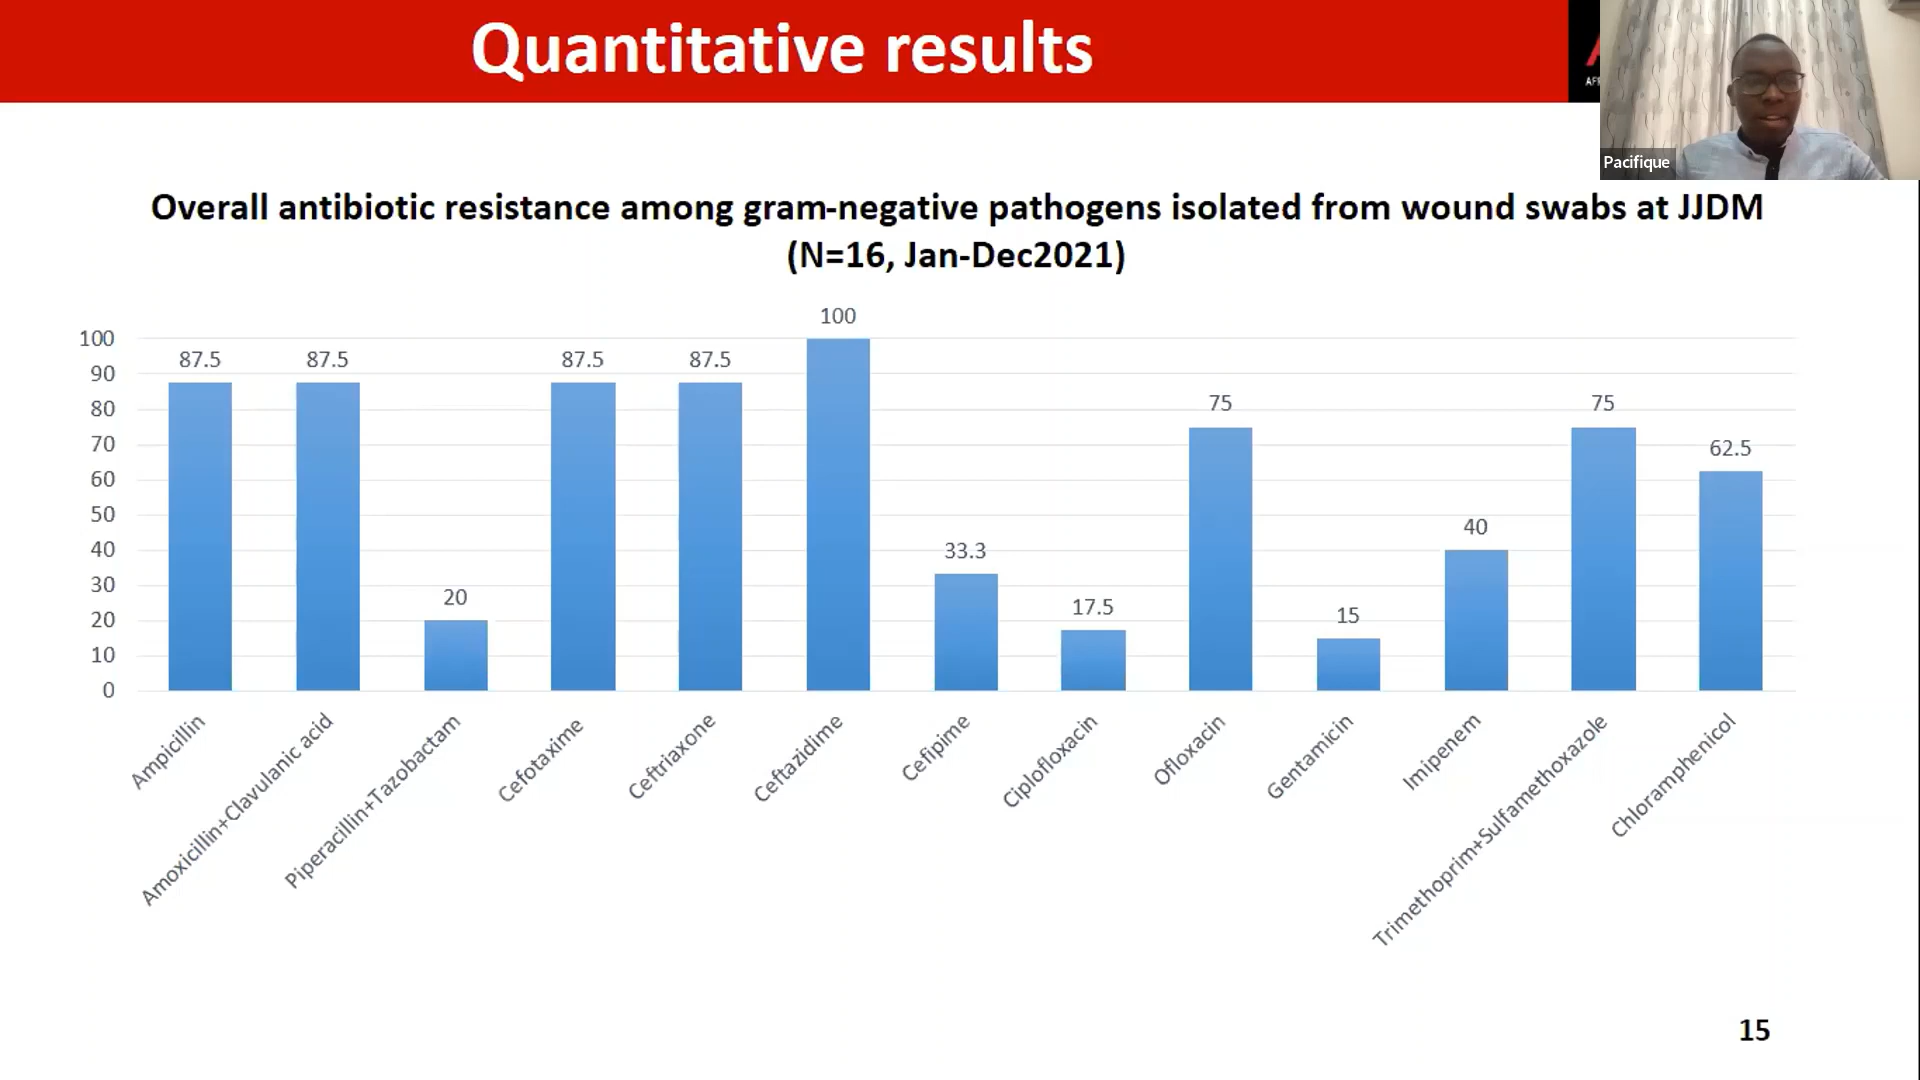 Quantitative results
Pacifique
Overall antibiotic resistance among gram-negative pathogens isolated from wound swabs at JJDM
(N=16, Jan-Dec2021)
100
90
80
70
60
50
40
30
20
10
0
87.5
87.5
20
87.5
87.5
100
33.3
17.5
75
15
40
75
62.5
Ampicillin
Amoxicillin+Clavulanic acid
Piperacillin+Tazobactam
Cefotaxime
Ceftriaxone
Ceftazidime
Cefipime
Ciplofloxacin
Ofloxacin
Gentamicin
Imipenem
Trimethoprim+Sulfamethoxazole
Chloramphenicol
15